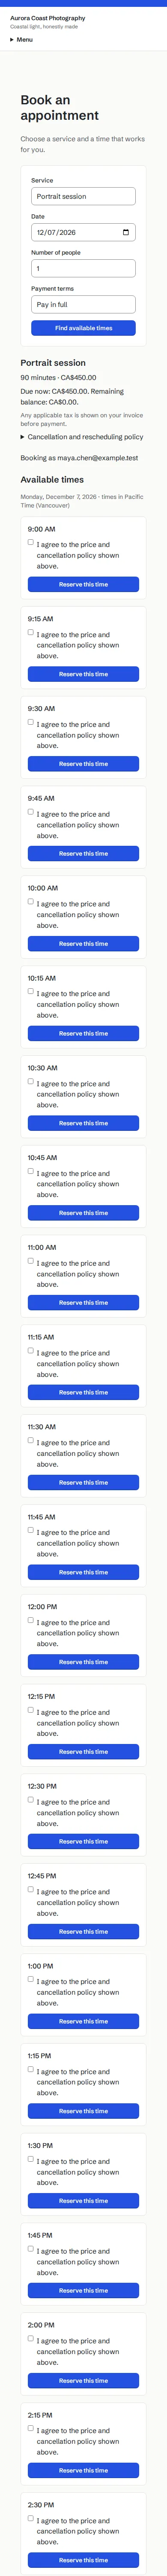 Aurora Coast Photography
Coastal light, honestly made
Menu
Book an
appointment
Choose a service and a time that works
for you.
Service
Portrait session
Date
12/07/2026
Number of people
1
Payment terms
Pay in full
Find available times
Portrait session
90 minutes · CA$450.00
Due now: CA$450.00. Remaining
balance: CA$0.00.
Any applicable tax is shown on your invoice
before payment.
Cancellation and rescheduling policy
Booking as maya.chen@example.test
Available times
Monday, December 7, 2026 · times in Pacific
Time (Vancouver)
9:00 AM
I agree to the price and
cancellation policy shown
above.
Reserve this time
9:15 AM
I agree to the price and
cancellation policy shown
above.
Reserve this time
9:30 AM
I agree to the price and
cancellation policy shown
above.
Reserve this time
9:45 AM
I agree to the price and
cancellation policy shown
above.
Reserve this time
10:00 AM
I agree to the price and
cancellation policy shown
above.
Reserve this time
10:15 AM
I agree to the price and
cancellation policy shown
above.
Reserve this time
10:30 AM
I agree to the price and
cancellation policy shown
above.
Reserve this time
10:45 AM
I agree to the price and
cancellation policy shown
above.
Reserve this time
11:00 AM
I agree to the price and
cancellation policy shown
above.
Reserve this time
11:15 AM
I agree to the price and
cancellation policy shown
above.
Reserve this time
11:30 AM
I agree to the price and
cancellation policy shown
above.
Reserve this time
11:45 AM
I agree to the price and
cancellation policy shown
above.
Reserve this time
12:00 PM
I agree to the price and
cancellation policy shown
above.
Reserve this time
12:15 PM
I agree to the price and
cancellation policy shown
above.
Reserve this time
12:30 PM
I agree to the price and
cancellation policy shown
above.
Reserve this time
12:45 PM
I agree to the price and
cancellation policy shown
above.
Reserve this time
1:00 PM
I agree to the price and
cancellation policy shown
above.
Reserve this time
1:15 PM
I agree to the price and
cancellation policy shown
above.
Reserve this time
1:30 PM
I agree to the price and
cancellation policy shown
above.
Reserve this time
1:45 PM
I agree to the price and
cancellation policy shown
above.
Reserve this time
2:00 PM
I agree to the price and
cancellation policy shown
above.
Reserve this time
2:15 PM
I agree to the price and
cancellation policy shown
above.
Reserve this time
2:30 PM
I agree to the price and
cancellation policy shown
above.
Reserve this time